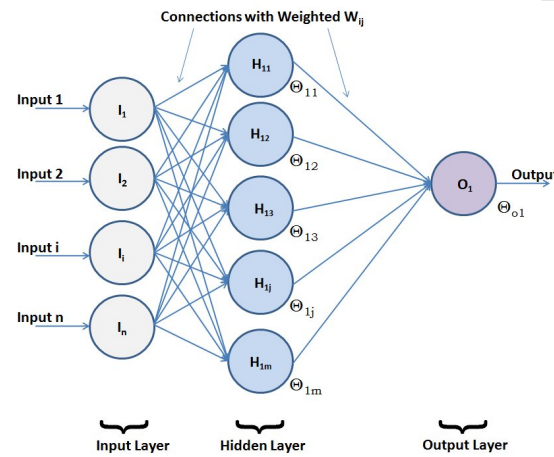 Connections with Weighted Wij
Input 1
Input 2
Input i
Input n
I1
I2
Ii
In
H11
Θ11
H12
Θ12
H13
Θ13
H1j
Θ1j
H1m
Θ1m
O1
Output
Θo1
Input Layer
Hidden Layer
Output Layer